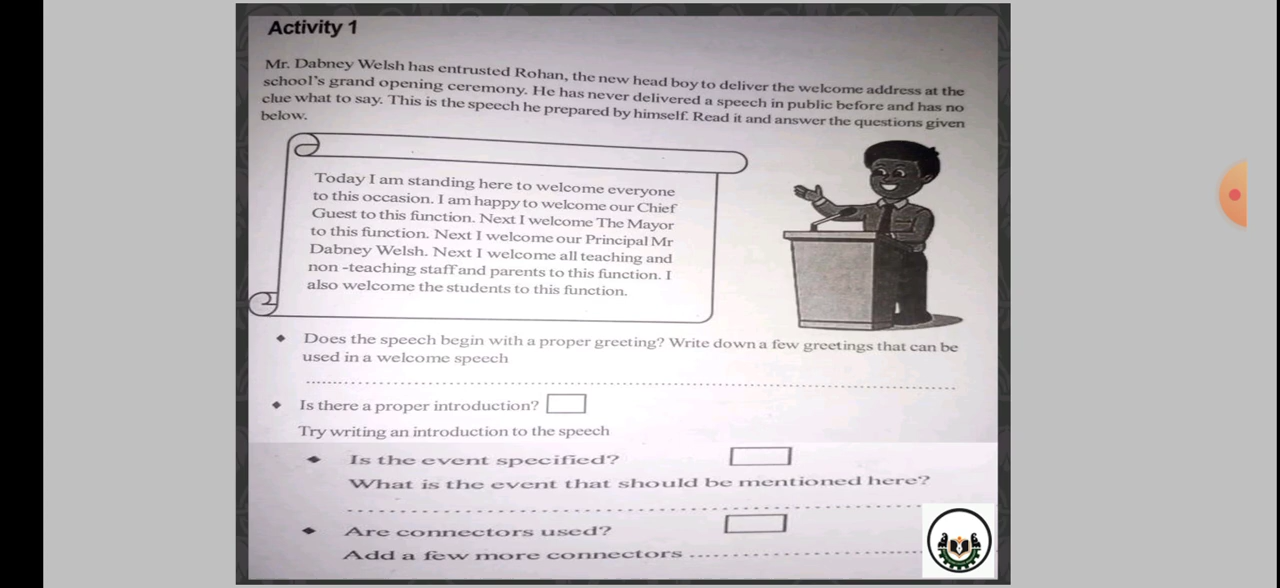 Activity 1
Mr. Dabney Welsh has entrusted Rohan, the new head boy to deliver the welcome address at the
school's grand opening ceremony. He has never delivered a speech in public before and has no
clue what to say. This is the speech he prepared by himself. Read it and answer the questions given
below.
Today I am standing here to welcome everyone
to this occasion. I am happy to welcome our Chief
Guest to this function. Next I welcome The Mayor
to this function. Next I welcome our Principal Mr
Dabney Welsh. Next I welcome all teaching and
non -teaching staff and parents to this function. I
also welcome the students to this function.
Does the speech begin with a proper greeting? Write down a few greetings that can be
used in a welcome speech
Is there a proper introduction?
Try writing an introduction to the speech
Is the event specified?
What is the event that should be mentioned here?
Are connectors used?
Add a few more connectors